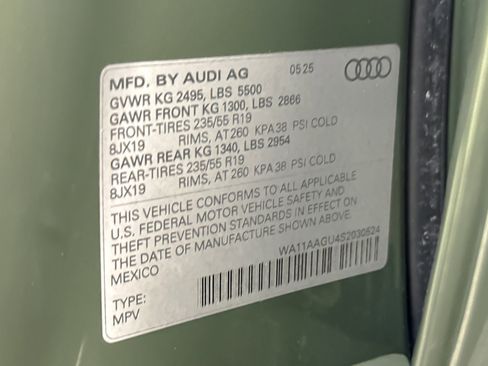 MFD. BY AUDI AG 05 25
GVWR KG 2495, LBS 5500
GAWR FRONT KG 1300, LBS 2866
FRONT-TIRES 235/55 R19
8JX19 RIMS, AT 260 KPA 38 PSI COLD
GAWR REAR KG 1340, LBS 2954
REAR-TIRES 235/55 R19
8JX19 RIMS, AT 260 KPA 38 PSI COLD
THIS VEHICLE CONFORMS TO ALL APPLICABLE
U.S. FEDERAL MOTOR VEHICLE SAFETY AND
THEFT PREVENTION STANDARDS IN EFFECT ON
THE DATE OF MANUFACTURE SHOWN ABOVE.
MEXICO
WA11AAGU4S2030524
TYPE:
MPV